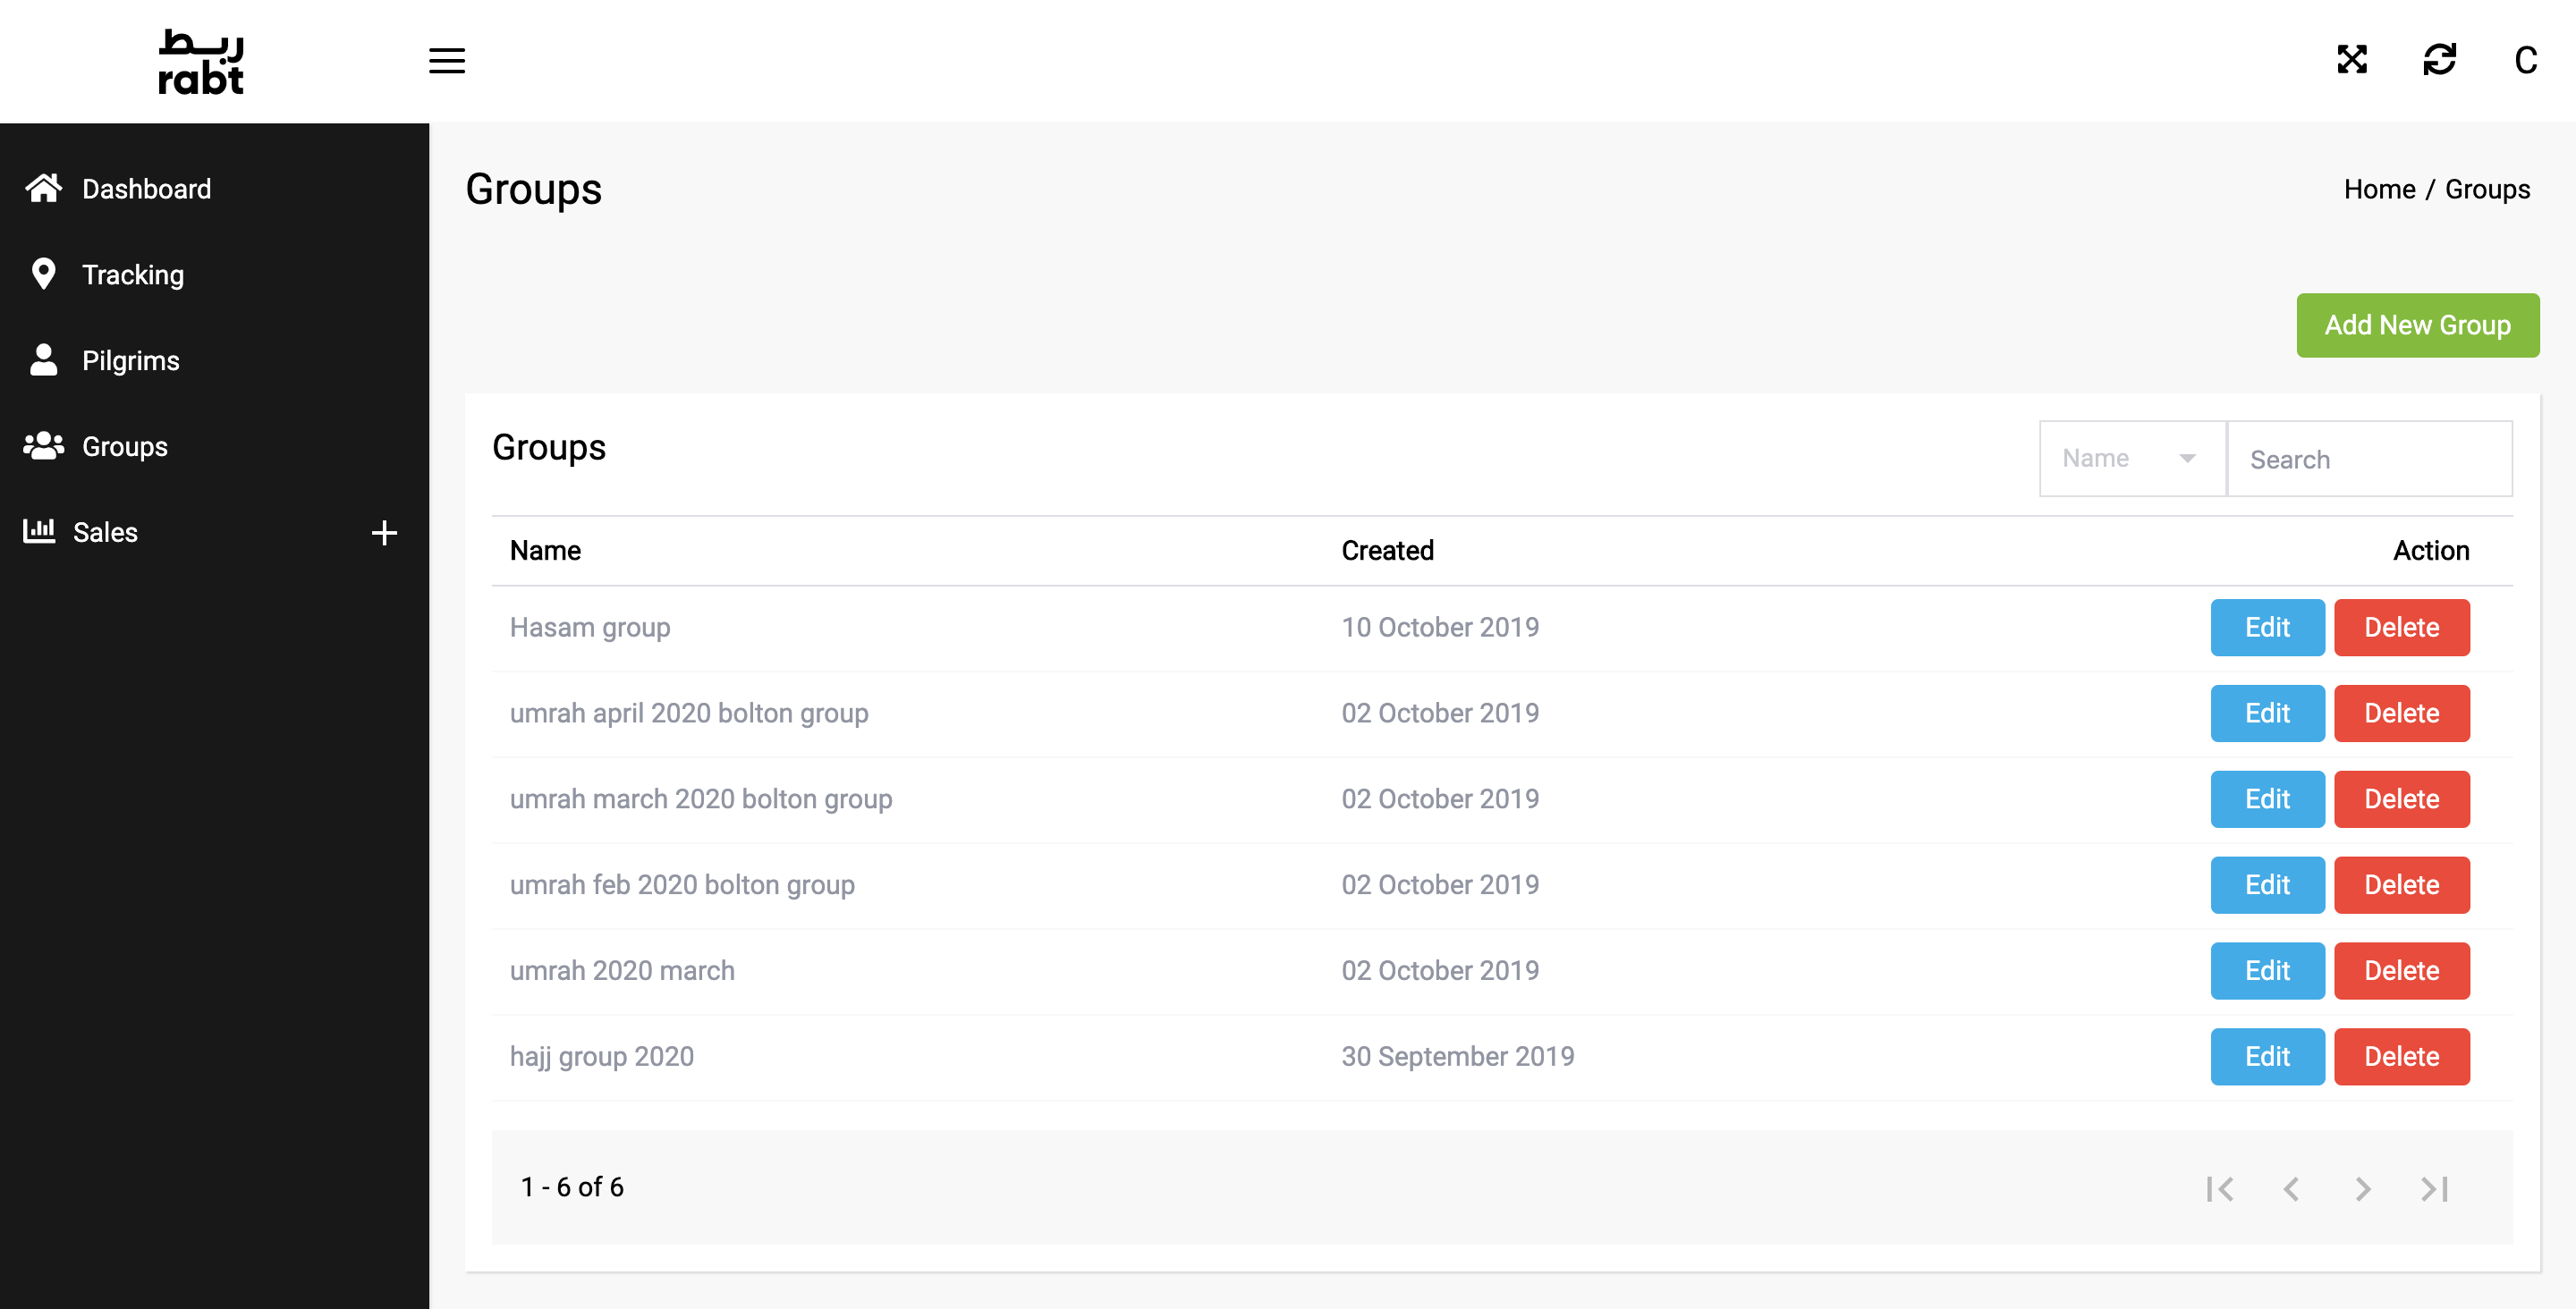 ربط
rabt
C
Dashboard
Tracking
Pilgrims
Groups
Sales
Groups
Home / Groups
Add New Group
Groups
Name
Search
Name Created Action
Hasam group 10 October 2019 Edit Delete
umrah april 2020 bolton group 02 October 2019 Edit Delete
umrah march 2020 bolton group 02 October 2019 Edit Delete
umrah feb 2020 bolton group 02 October 2019 Edit Delete
umrah 2020 march 02 October 2019 Edit Delete
hajj group 2020 30 September 2019 Edit Delete
1 - 6 of 6